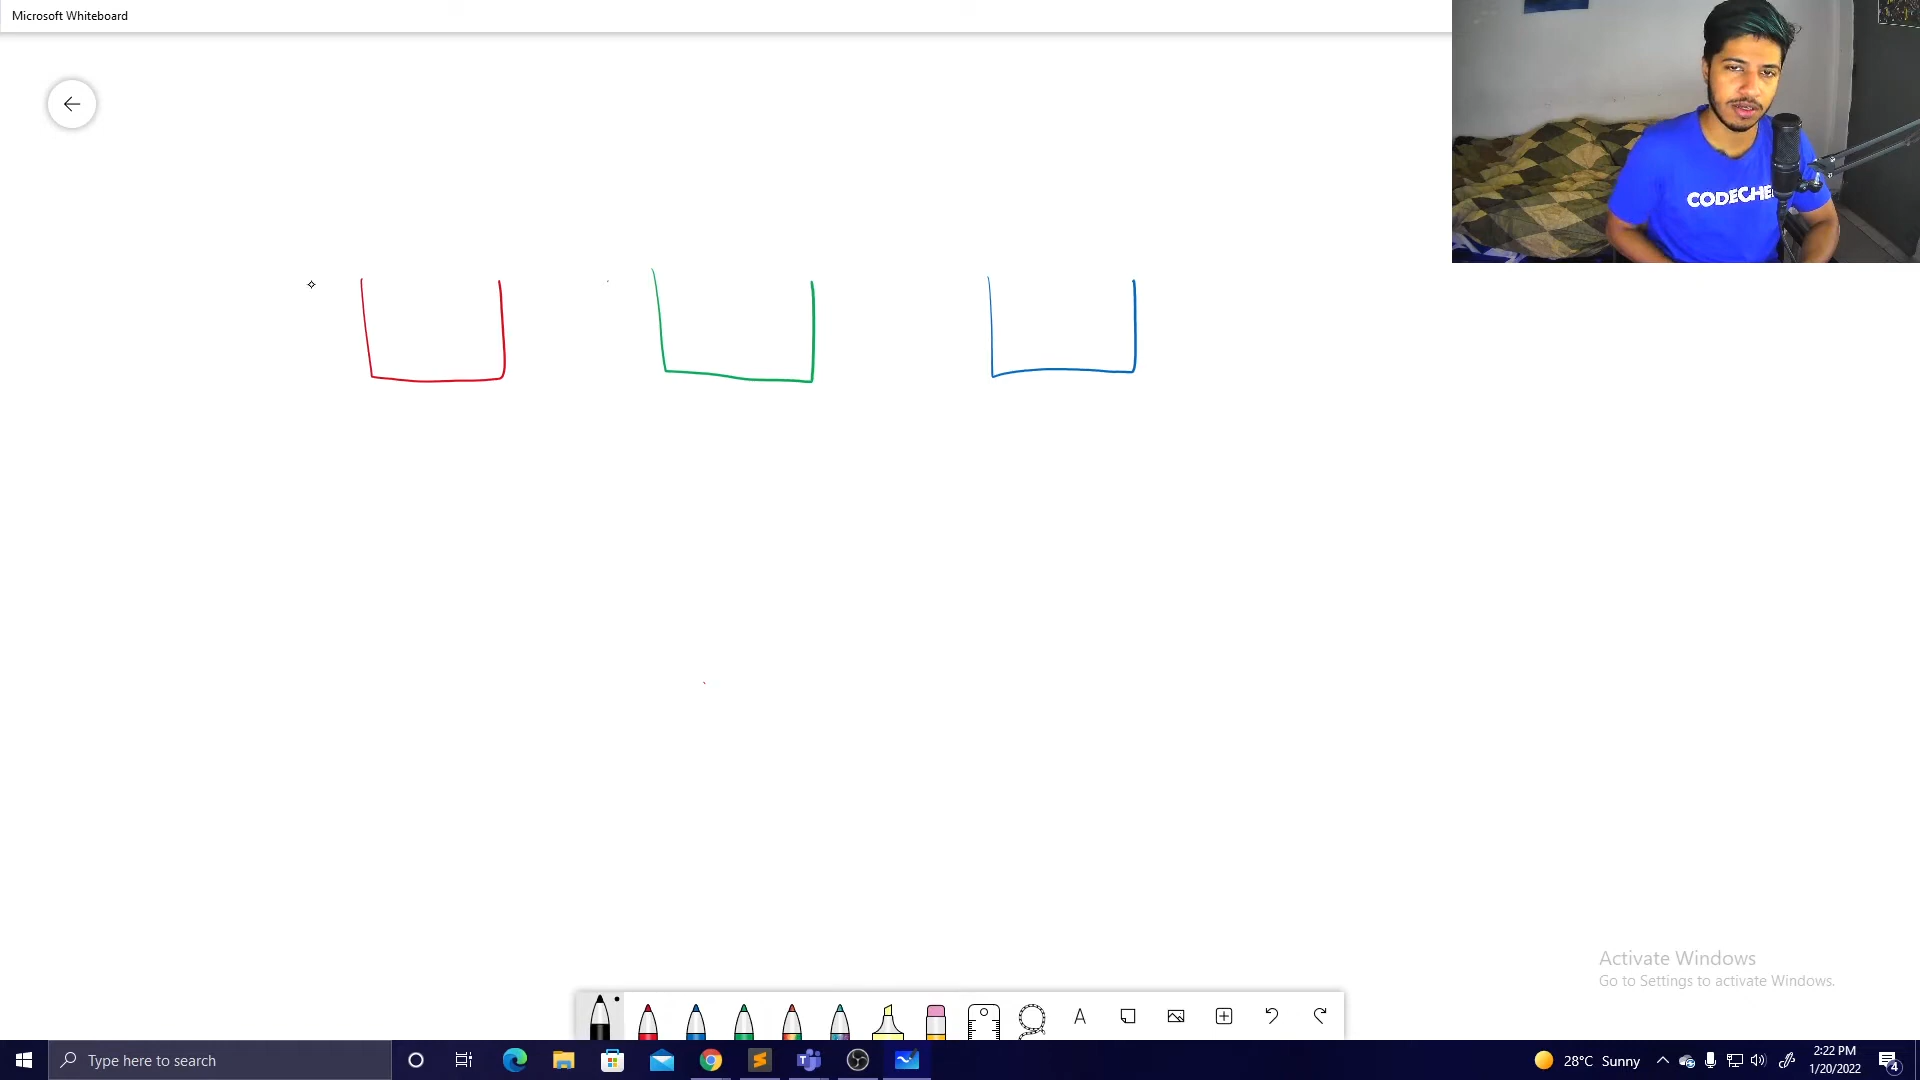 Microsoft Whiteboard
CODECHE
Activate Windows
Go to Settings to activate Windows.
A
Type here to search
28°C Sunny
2:22 PM
1/20/2022
4